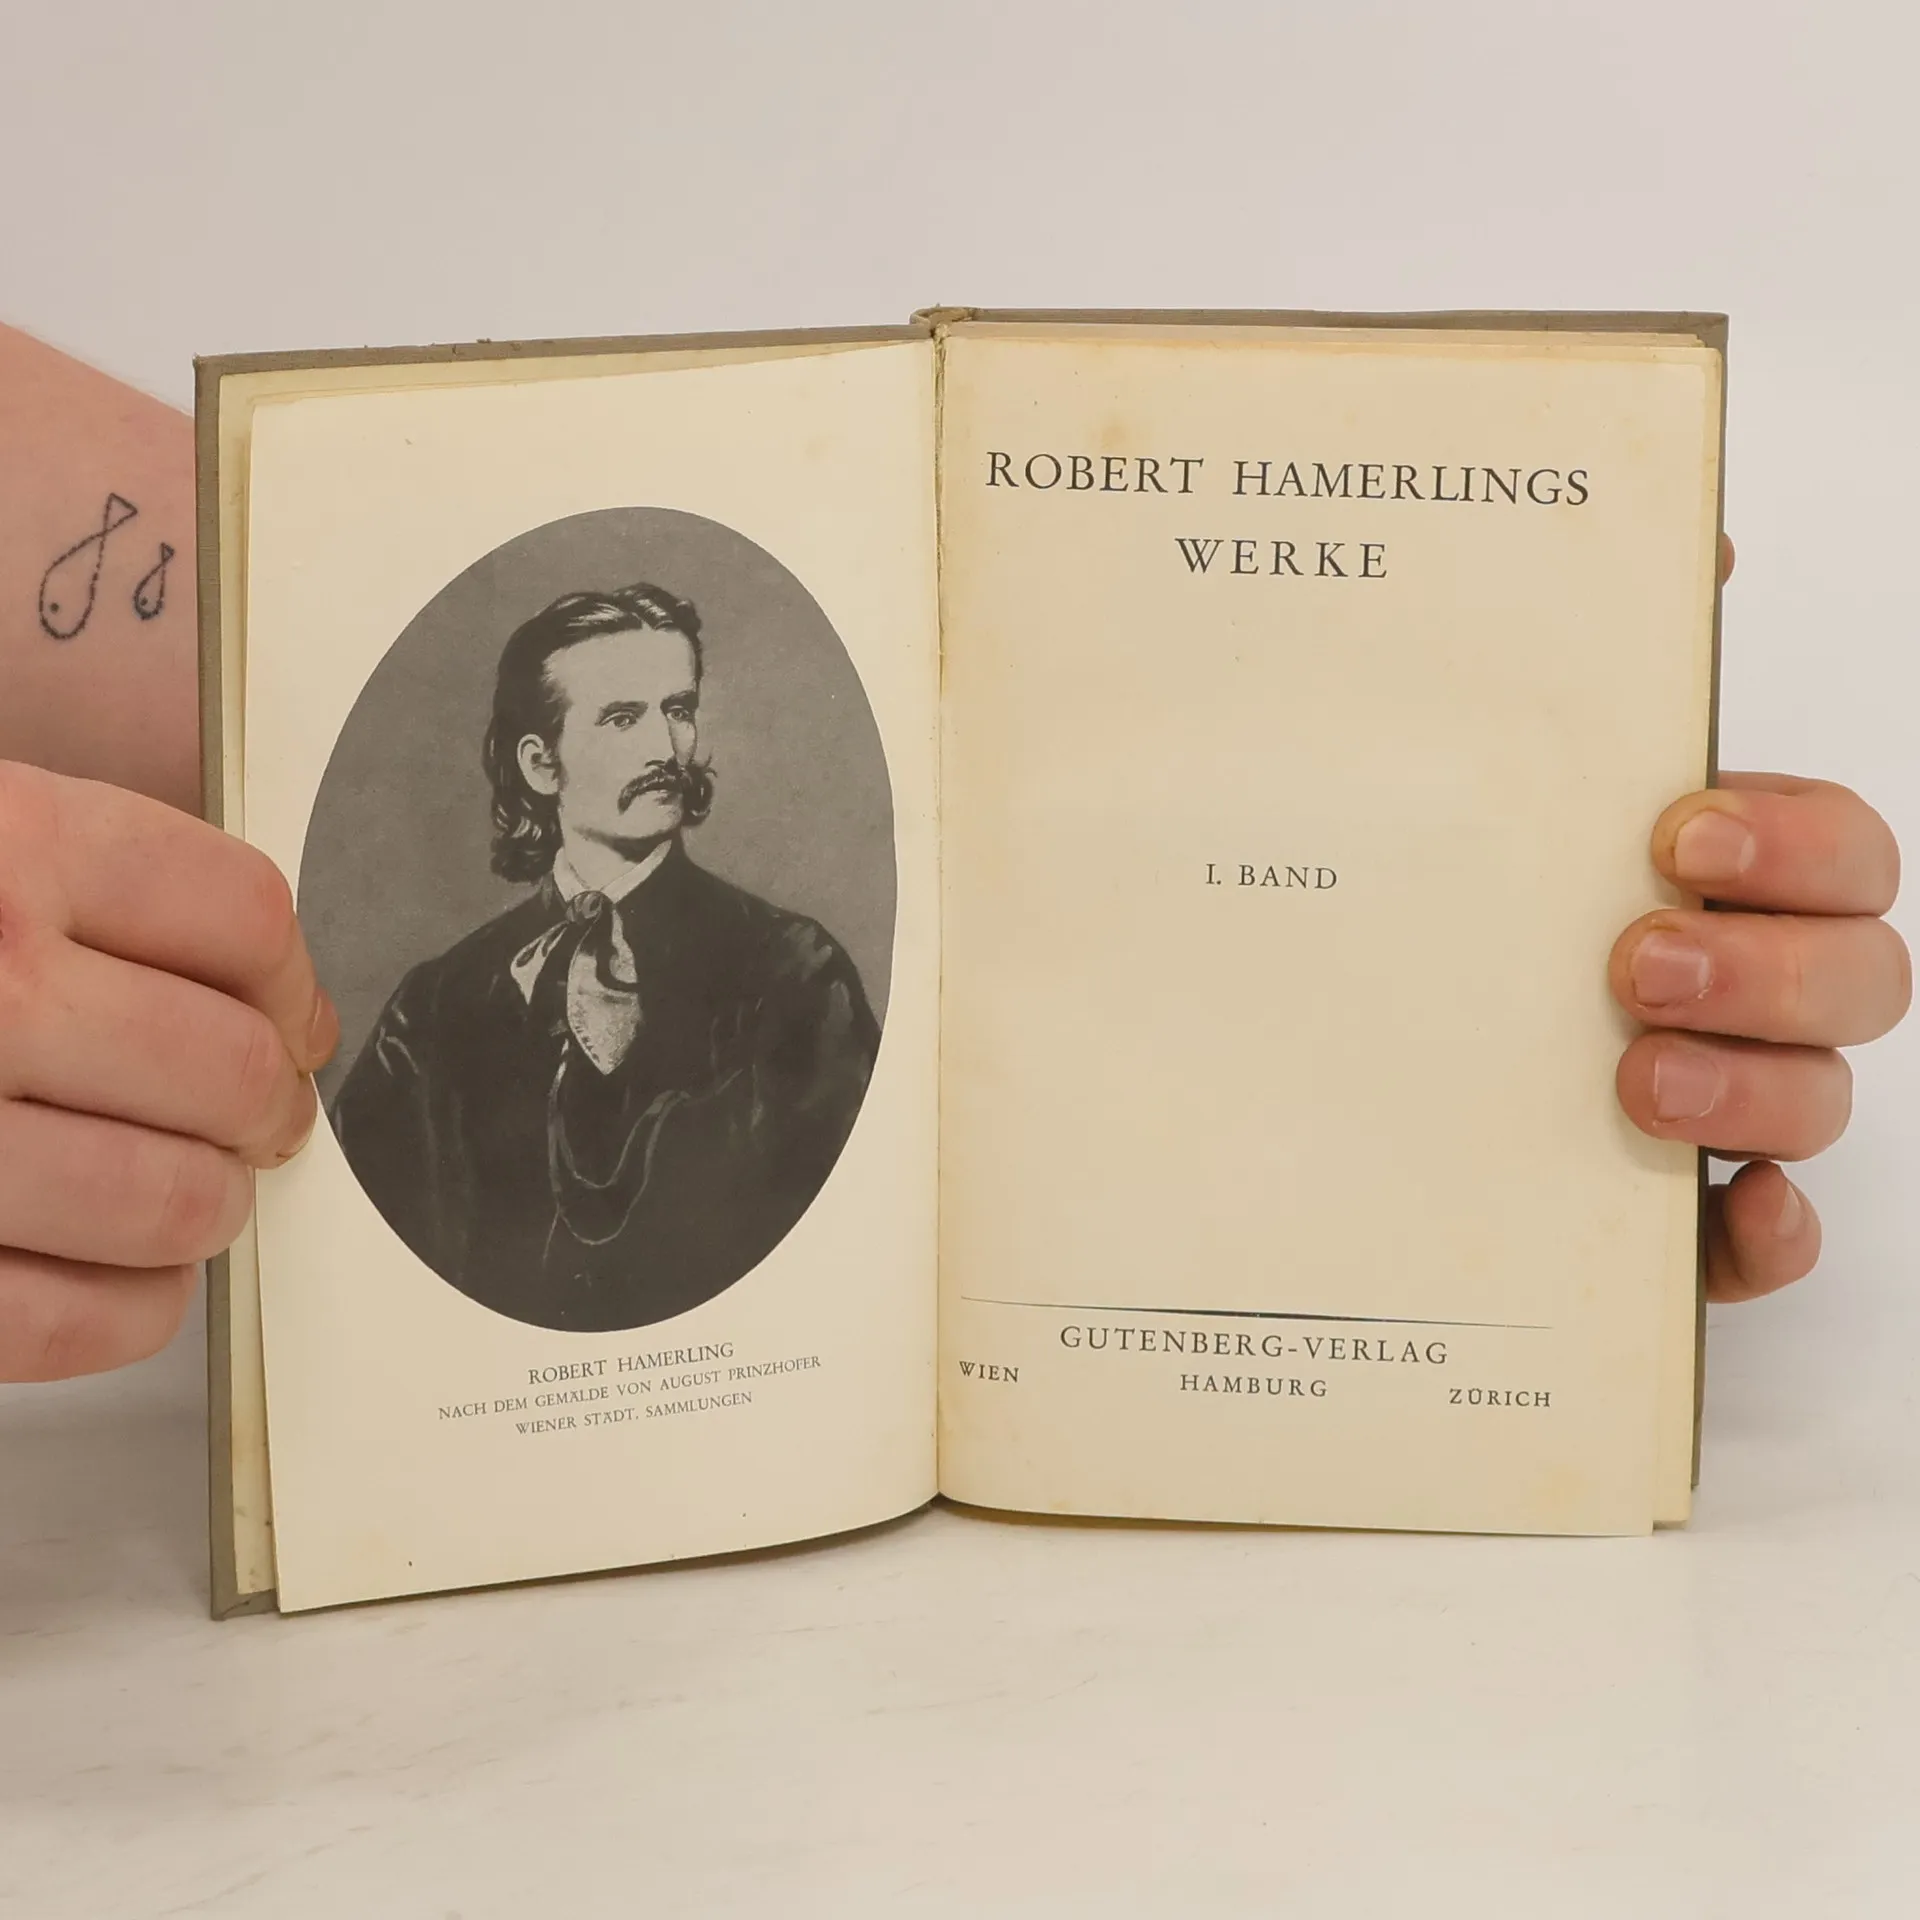 ROBERT HAMERLING
NACH DEM GEMÄLDE VON AUGUST PRINZHOFER
WIENER STÄDT. SAMMLUNGEN
ROBERT HAMERLINGS
WERKE
I. BAND
GUTENBERG-VERLAG
WIEN HAMBURG ZÜRICH